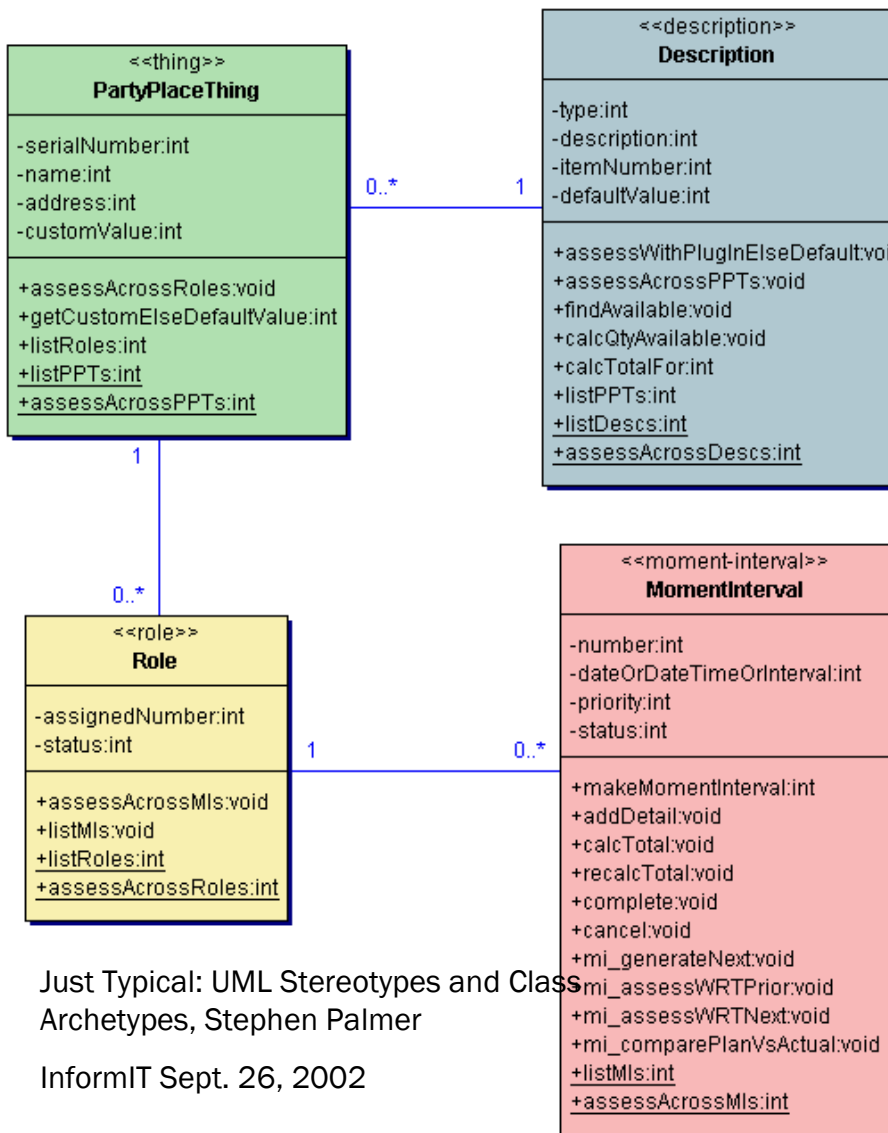 <<thing>>
PartyPlaceThing
-serialNumber:int
-name:int
-address:int
-customValue:int
+assessAcrossRoles:void
+getCustomElseDefaultValue:int
+listRoles:int
+listPPTs:int
+assessAcrossPPTs:int
0..*
1
<<description>>
Description
-type:int
-description:int
-itemNumber:int
-defaultValue:int
+assessWithPlugInElseDefault:voi
+assessAcrossPPTs:void
+findAvailable:void
+calcQtyAvailable:void
+calcTotalFor:int
+listPPTs:int
+listDescs:int
+assessAcrossDescs:int
1
0..*
<<role>>
Role
-assignedNumber:int
-status:int
+assessAcrossMIs:void
+listMIs:void
+listRoles:int
+assessAcrossRoles:int
1
0..*
<<moment-interval>>
MomentInterval
-number:int
-dateOrDateTimeOrInterval:int
-priority:int
-status:int
+makeMomentInterval:int
+addDetail:void
+calcTotal:void
+recalcTotal:void
+complete:void
+cancel:void
+mi_generateNext:void
+mi_assessWRTPrior:void
+mi_assessWRTNext:void
+mi_comparePlanVsActual:void
+listMIs:int
+assessAcrossMIs:int
Just Typical: UML Stereotypes and Class
Archetypes, Stephen Palmer
InformIT Sept. 26, 2002